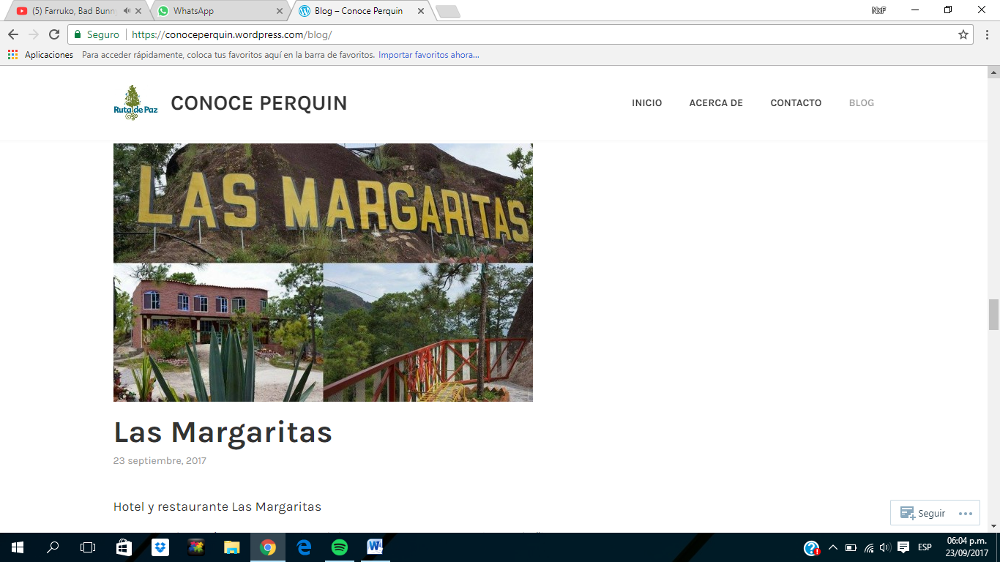 (5) Farruko, Bad Bunn
WhatsApp
Blog – Conoce Perquin
NxF
Seguro
https://conoceperquin.wordpress.com/blog/
Aplicaciones
Para acceder rápidamente, coloca tus favoritos aquí en la barra de favoritos.
Importar favoritos ahora...
Ruta de Paz
CONOCE PERQUIN
INICIO
ACERCA DE
CONTACTO
BLOG
LAS MARGARITAS
Las Margaritas
23 septiembre, 2017
Hotel y restaurante Las Margaritas
Seguir
ESP
06:04 p.m.
23/09/2017